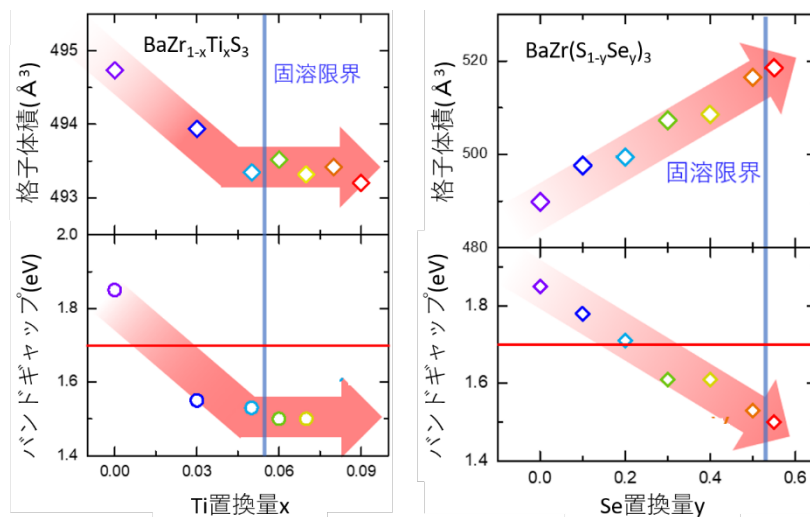 BaZr1-xTixS3
固溶限界
格子体積(Å³)
495
494
493
2.0
1.8
1.6
1.4
バンドギャップ(eV)
0.00
0.03
0.06
0.09
Ti置換量x
BaZr(S1-ySey)3
固溶限界
格子体積(Å³)
520
500
480
1.8
1.6
1.4
バンドギャップ(eV)
0.0
0.2
0.4
0.6
Se置換量y